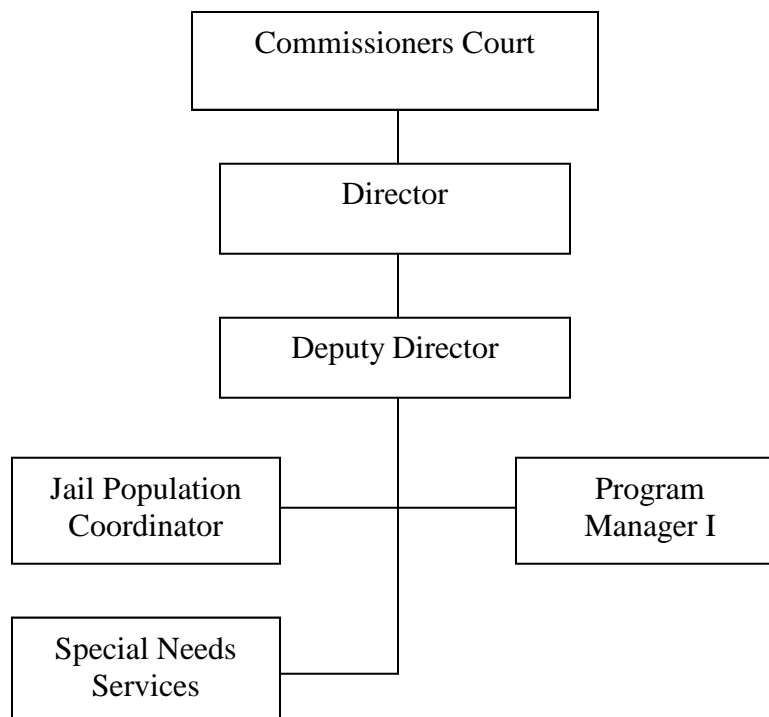 Commissioners Court
Director
Deputy Director
Jail Population
Coordinator
Program
Manager I
Special Needs
Services